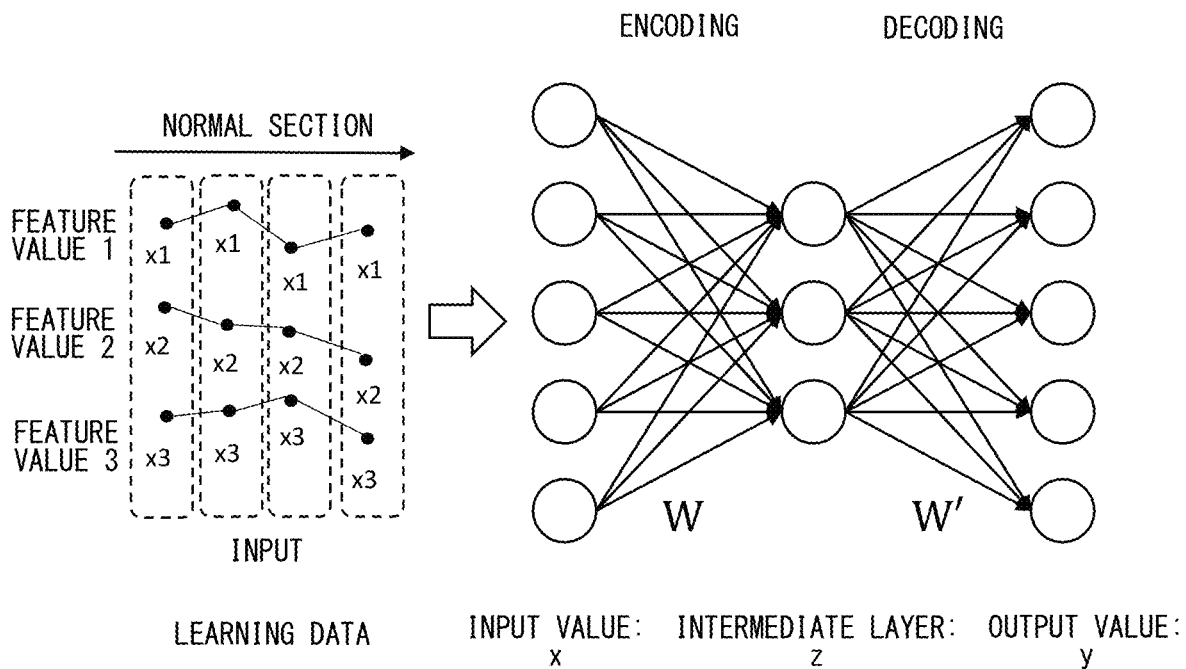 ENCODING
DECODING
NORMAL SECTION
FEATURE
VALUE 1
x1
x1
x1
x1
FEATURE
VALUE 2
x2
x2
x2
x2
FEATURE
VALUE 3
x3
x3
x3
x3
INPUT
W
W′
LEARNING DATA
INPUT VALUE:
x
INTERMEDIATE LAYER:
z
OUTPUT VALUE:
y